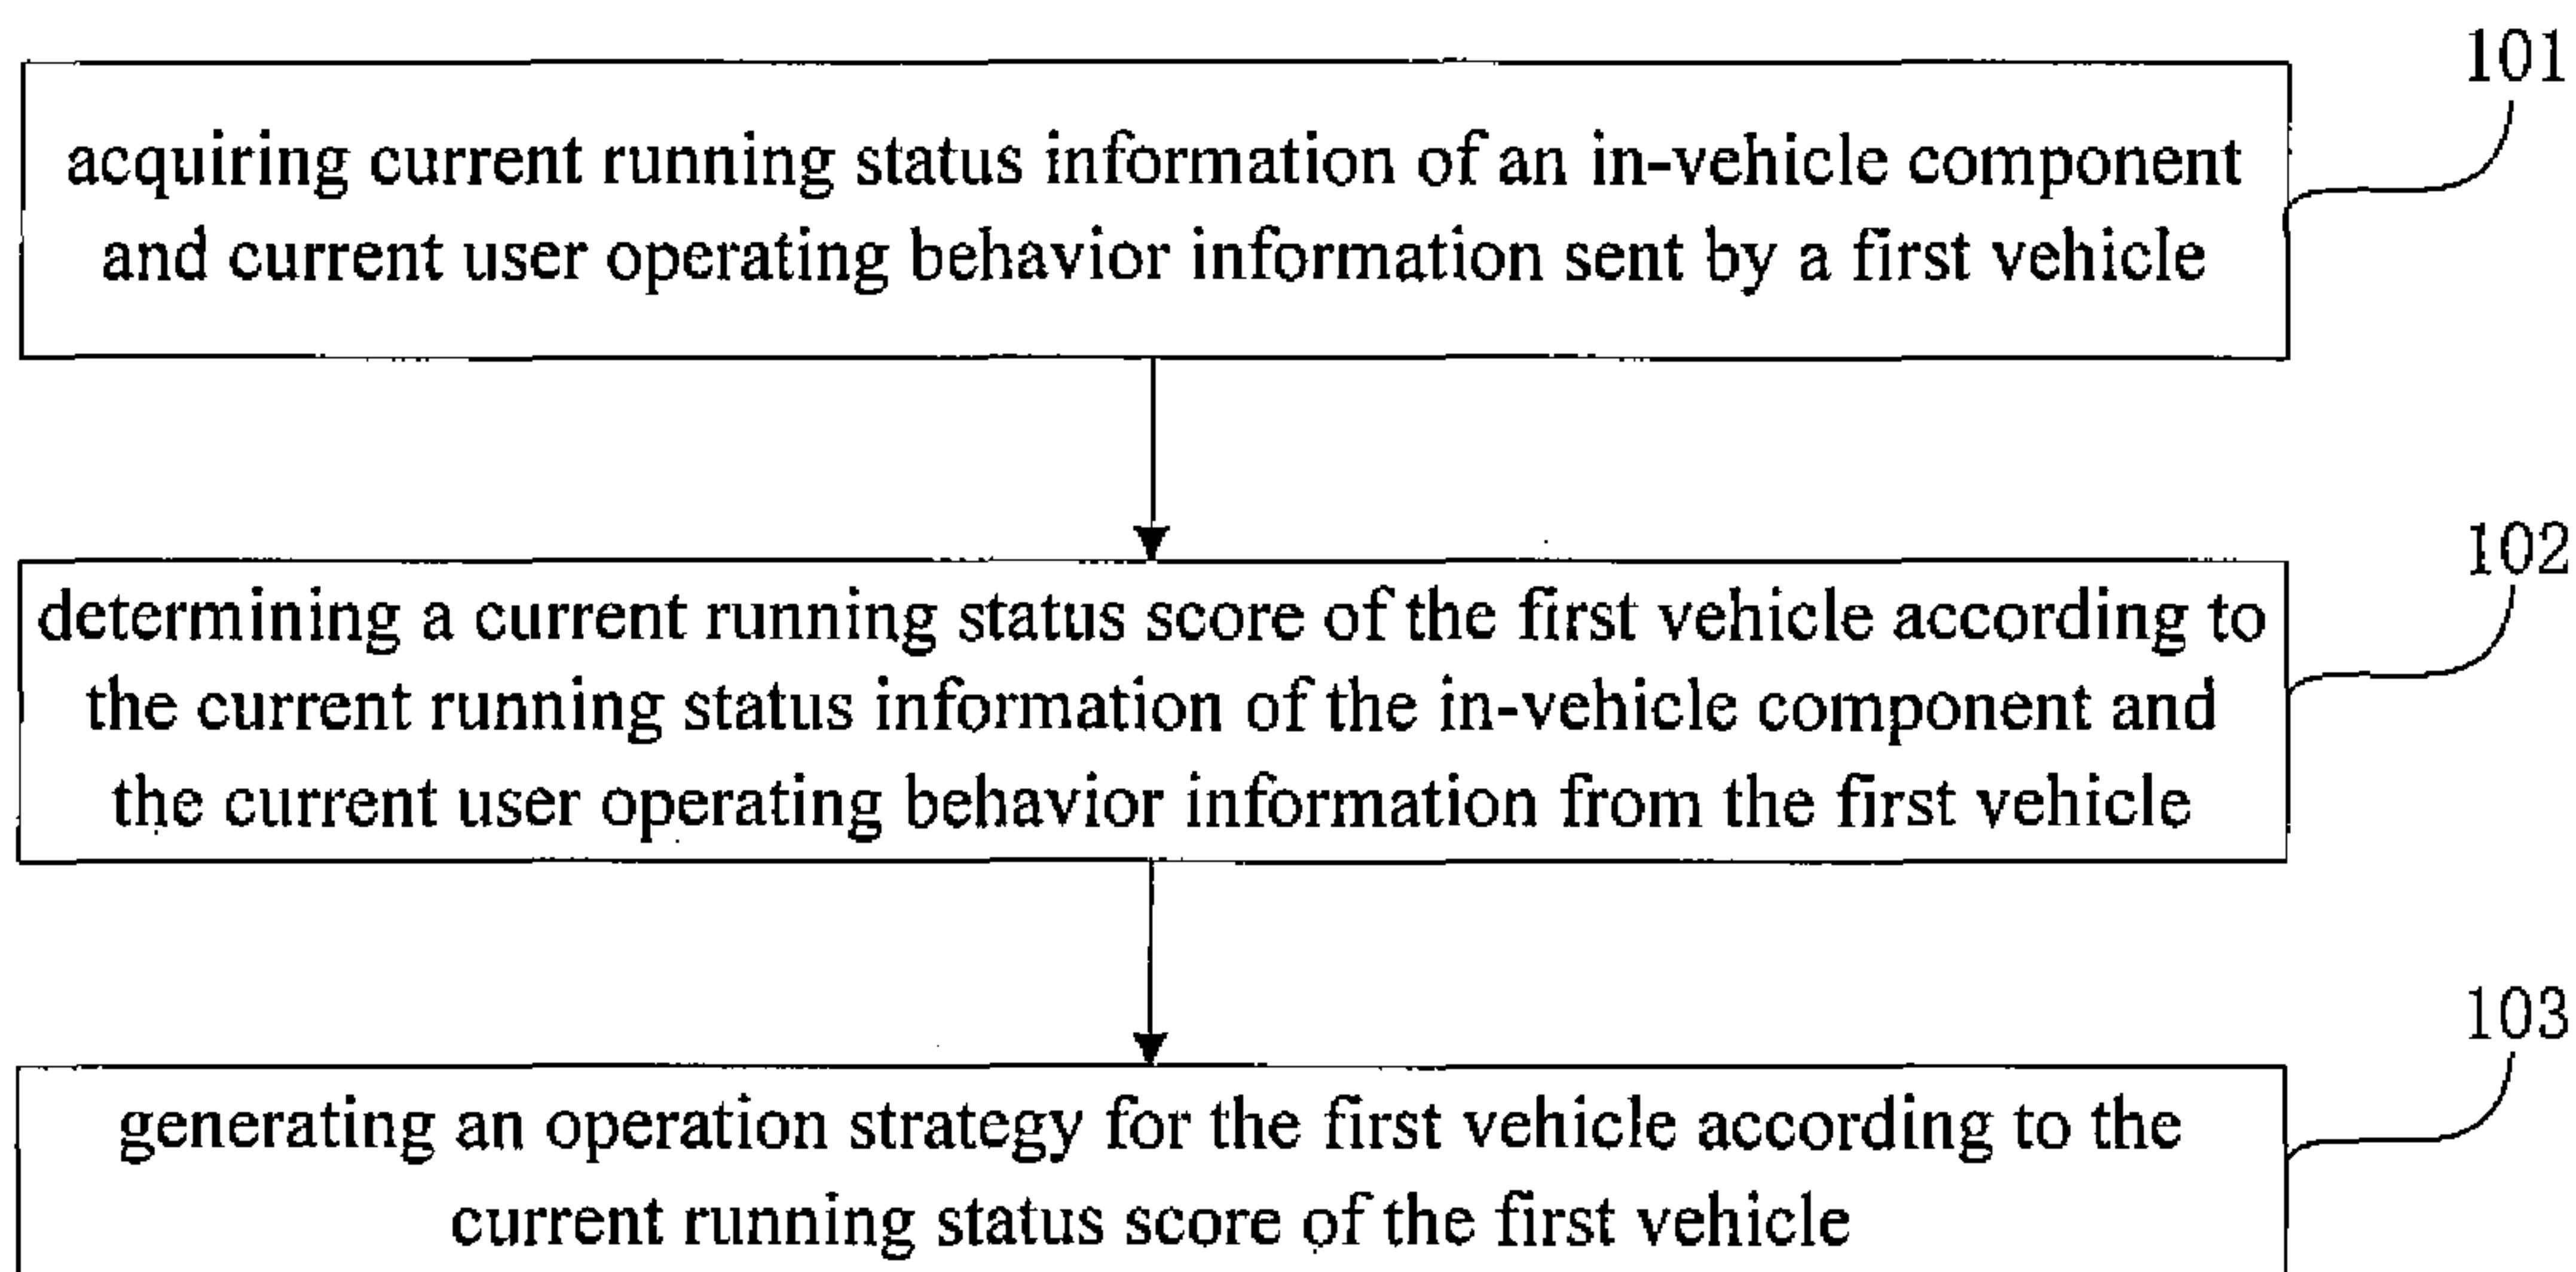 101
acquiring current running status information of an in-vehicle component
and current user operating behavior information sent by a first vehicle
102
determining a current running status score of the first vehicle according to
the current running status information of the in-vehicle component and
the current user operating behavior information from the first vehicle
103
generating an operation strategy for the first vehicle according to the
current running status score of the first vehicle